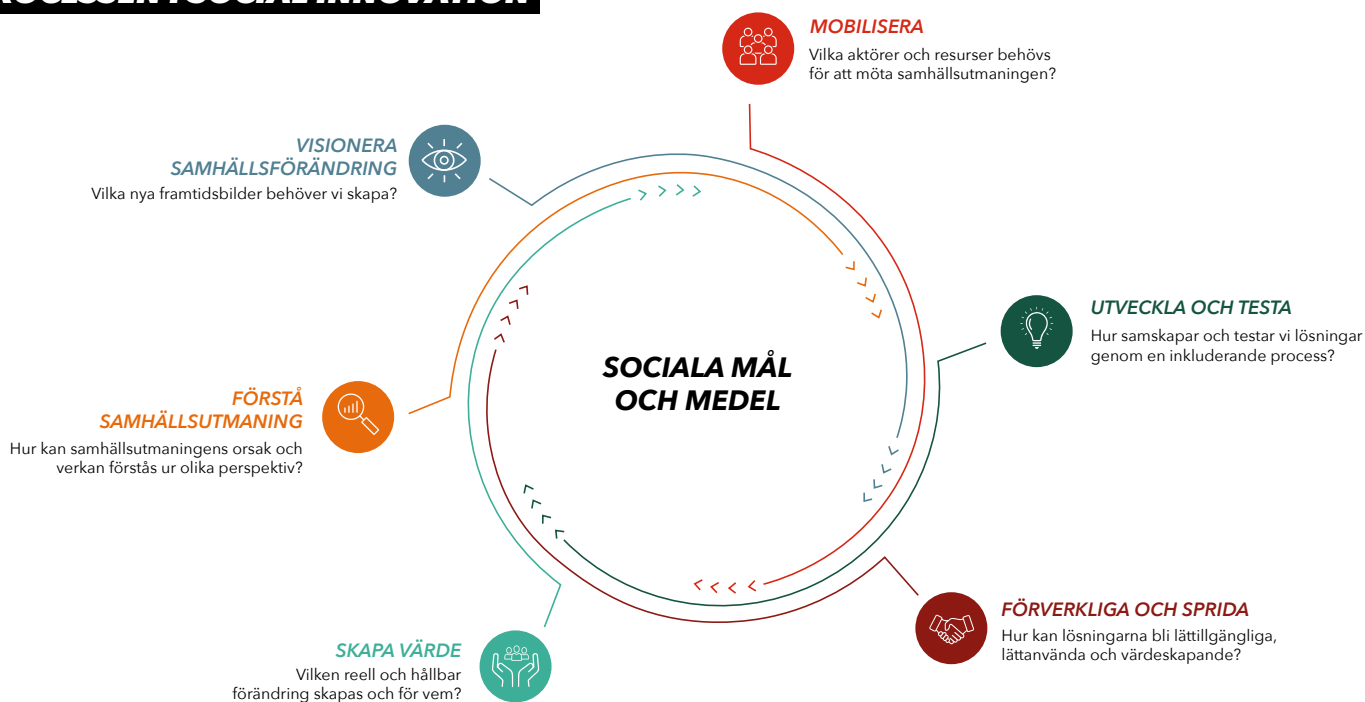 SOCIAL INNOVATION
MOBILISERA
Vilka aktörer och resurser behövs
för att möta samhällsutmaningen?
VISIONERA
SAMHÄLLSFÖRÄNDRING
Vilka nya framtidsbilder behöver vi skapa?
UTVECKLA OCH TESTA
Hur samskapar och testar vi lösningar
genom en inkluderande process?
SOCIALA MÅL
OCH MEDEL
FÖRSTÅ
SAMHÄLLSUTMANING
Hur kan samhällsutmaningens orsak och
verkan förstås ur olika perspektiv?
FÖRVERKLIGA OCH SPRIDA
Hur kan lösningarna bli lättillgängliga,
lättanvända och värdeskapande?
SKAPA VÄRDE
Vilken reell och hållbar
förändring skapas och för vem?